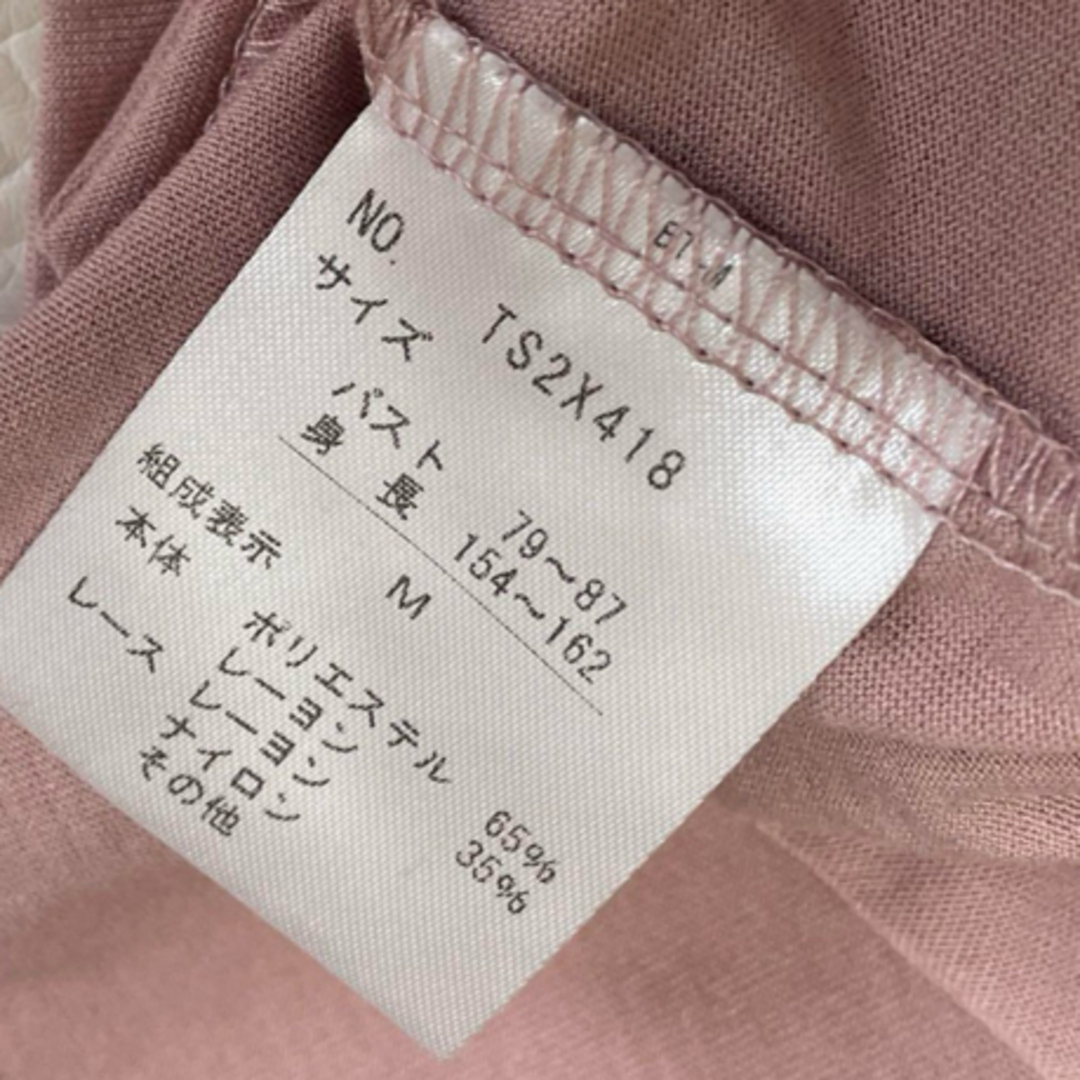 E7-M
NO. TS2X418
サイズ
バスト 79〜87
身長 154〜162
M
組成表示
本体 ポリエステル 65%
レーヨン 35%
レース レーヨン
ナイロン
その他